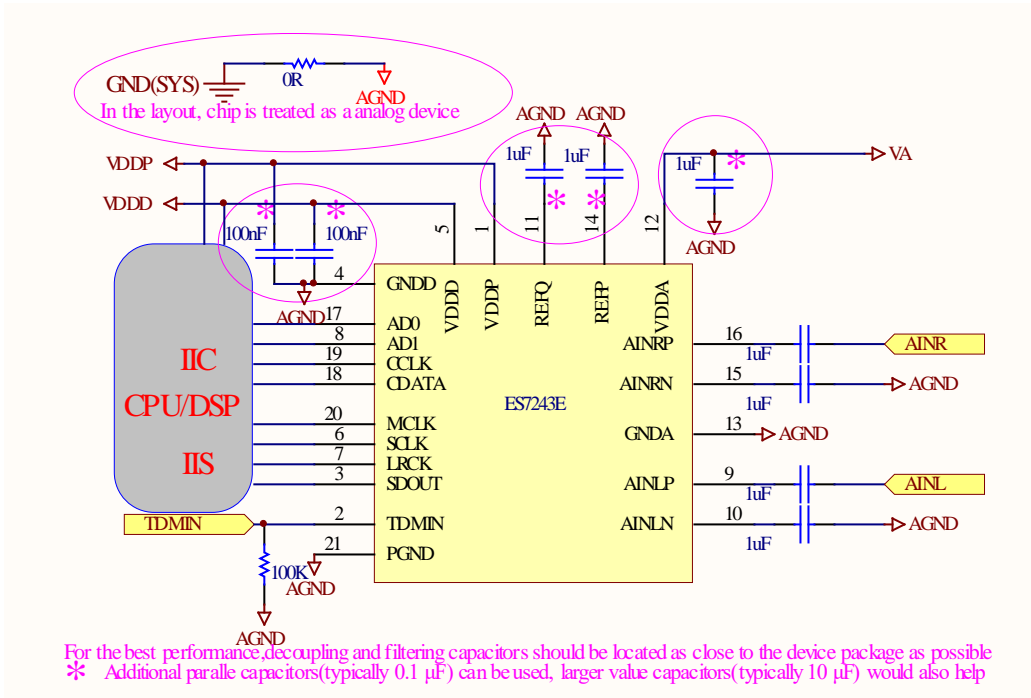 GND(SYS)
0R
AGND
In the layout, chip is treated as a analog device
AGND
AGND
1uF
1uF
1uF
VDDP
VA
*
VDDD
*
*
*
*
100nF
100nF
5
1
11
14
12
AGND
4
GNDD
VDDD
VDDP
REFQ
REFP
VDDA
AGND
17
AD0
8
AD1
19
CCLK
18
CDATA
IIC
CPU/DSP
IIS
20
MCLK
6
SCLK
7
LRCK
3
SDOUT
ES7243E
AINRP
16
1uF
AINR
AINRN
15
1uF
AGND
GNDA
13
AGND
AINLP
9
1uF
AINL
AINLN
10
1uF
AGND
TDMIN
2
TDMIN
21
PGND
100K
AGND
AGND
For the best performance,decoupling and filtering capacitors should be located as close to the device package as possible
* Additional paralle capacitors(typically 0.1 µF) can be used, larger value capacitors(typically 10 µF) would also help